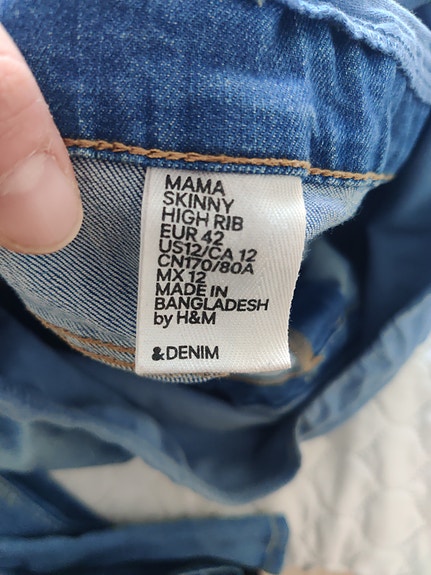 MAMA
SKINNY
HIGH RIB
EUR 42
US12/CA 12
CN170/80A
MX 12
MADE IN
BANGLADESH
by H&M
&DENIM